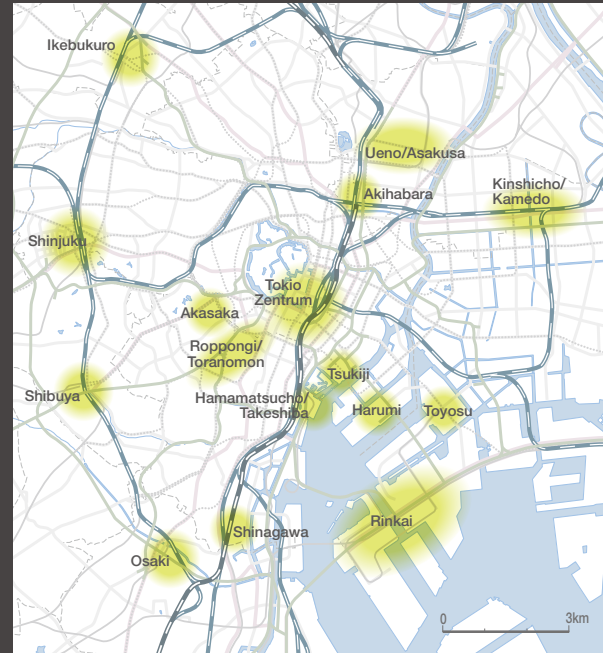 Ikebukuro
Ueno/Asakusa
Kinshicho/
Kamedo
Akihabara
Shinjuku
Tokio
Zentrum
Akasaka
Roppongi/
Toranomon
Tsukiji
Shibuya
Hamamatsucho/
Takeshiba
Harumi
Toyosu
Rinkai
Shinagawa
Osaki
0
3km